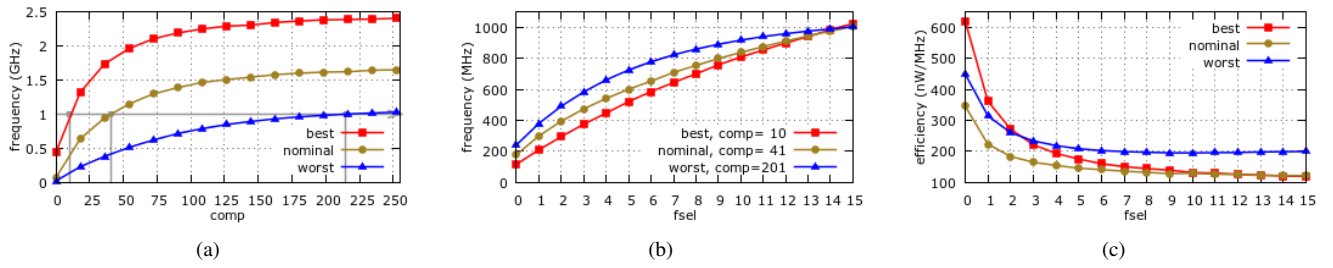 frequency (GHz)
2.5
2
1.5
1
0.5
0
best
nominal
worst
0 25 50 75 100 125 150 175 200 225 250
comp
(a)
frequency (MHz)
1000
800
600
400
200
0
best, comp= 10
nominal, comp= 41
worst, comp=201
0 1 2 3 4 5 6 7 8 9 10 11 12 13 14 15
fsel
(b)
efficiency (nW/MHz)
600
500
400
300
200
100
best
nominal
worst
0 1 2 3 4 5 6 7 8 9 10 11 12 13 14 15
fsel
(c)